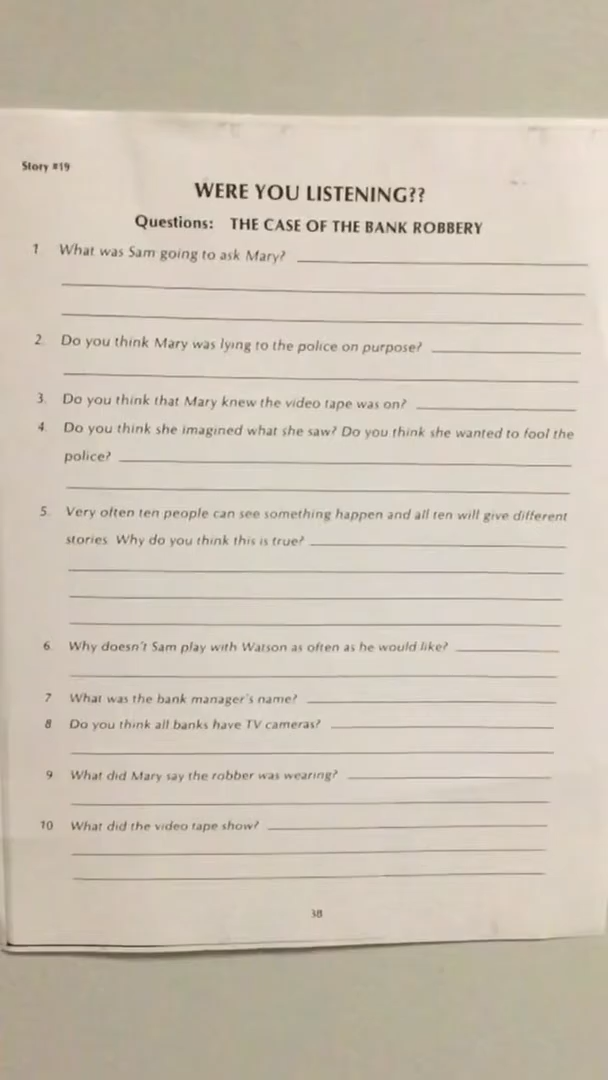 Story #19
WERE YOU LISTENING??
Questions: THE CASE OF THE BANK ROBBERY
1 What was Sam going to ask Mary?
2. Do you think Mary was lying to the police on purpose?
3. Do you think that Mary knew the video tape was on?
4. Do you think she imagined what she saw? Do you think she wanted to fool the
police?
5. Very often ten people can see something happen and all ten will give different
stories. Why do you think this is true?
6. Why doesn't Sam play with Watson as often as he would like?
7 What was the bank manager's name?
8 Do you think all banks have TV cameras?
9 What did Mary say the robber was wearing?
10 What did the video tape show?
38